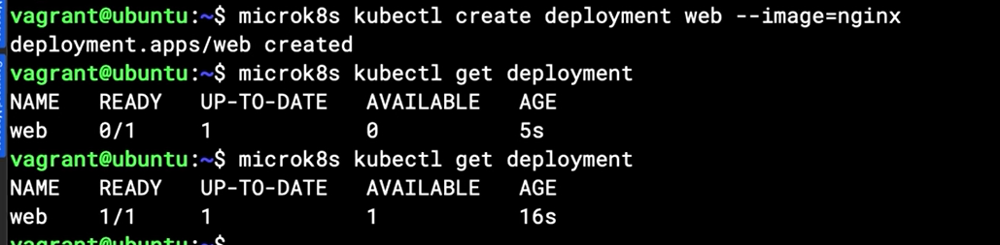 vagrant@ubuntu:~$ microk8s kubectl create deployment web --image=nginx
deployment.apps/web created
vagrant@ubuntu:~$ microk8s kubectl get deployment
NAME READY UP-TO-DATE AVAILABLE AGE
web 0/1 1 0 5s
vagrant@ubuntu:~$ microk8s kubectl get deployment
NAME READY UP-TO-DATE AVAILABLE AGE
web 1/1 1 1 16s
vagrant@ubuntu:~$